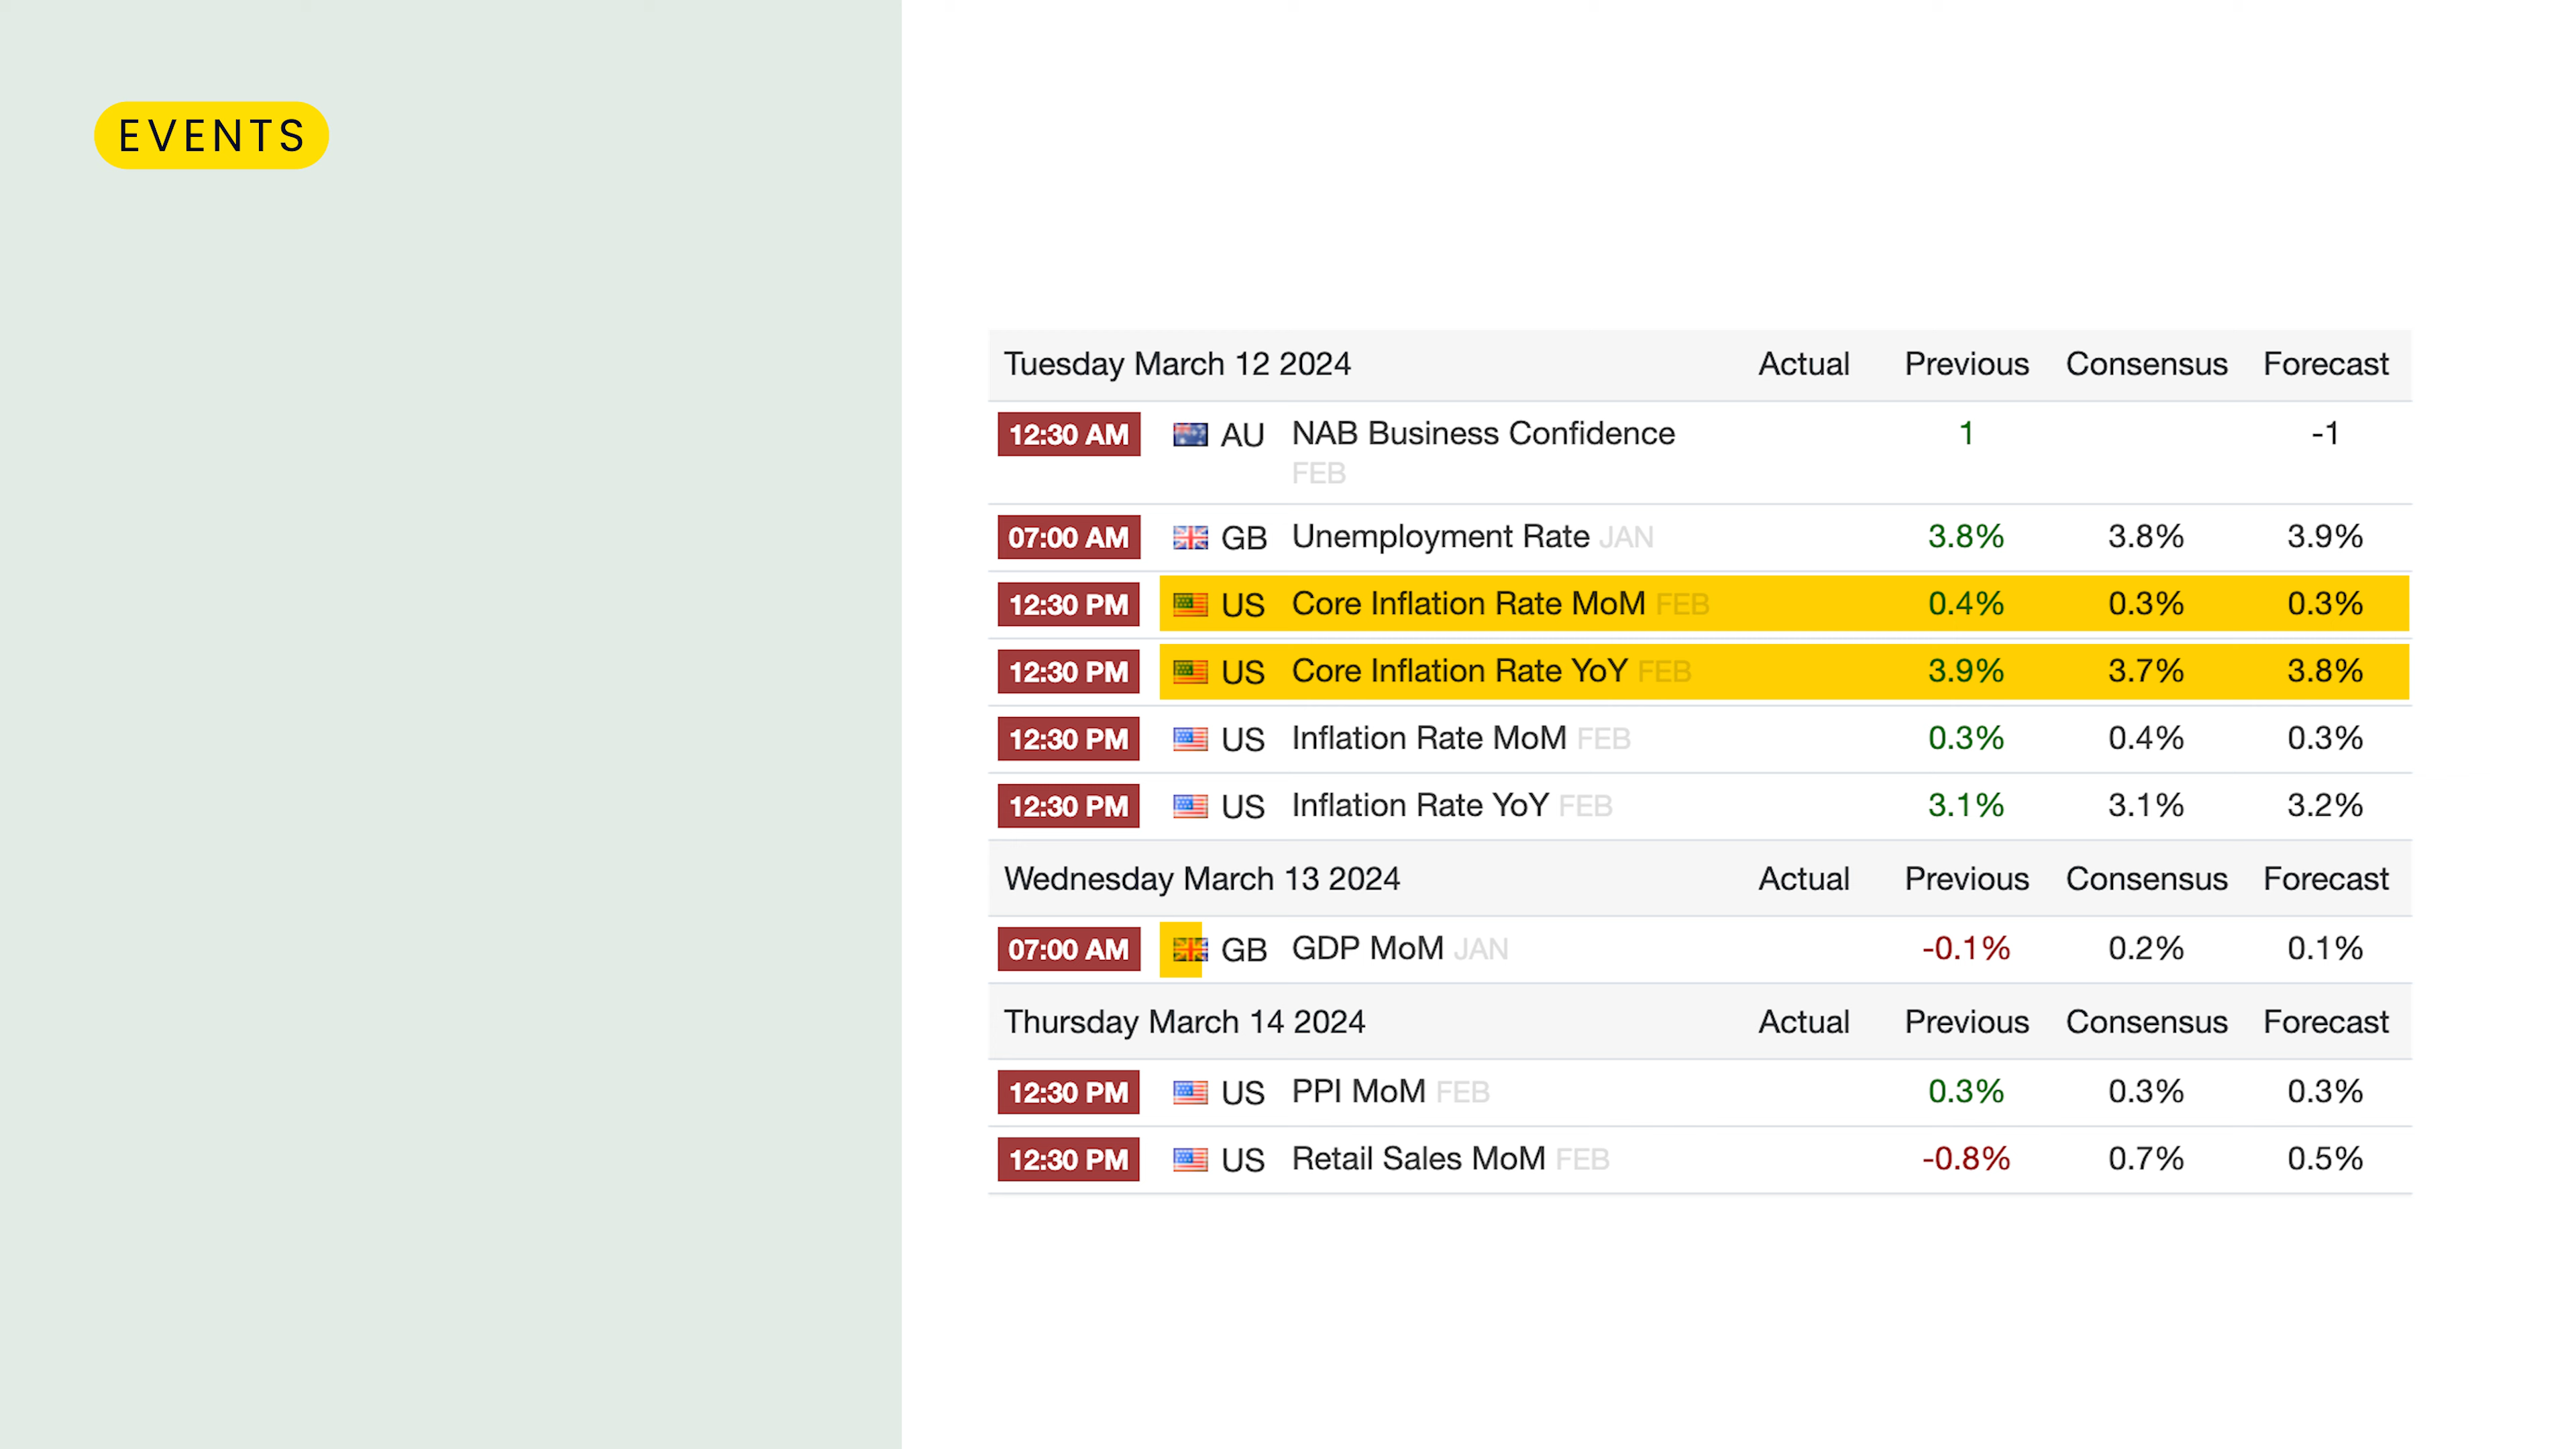 EVENTS
Tuesday March 12 2024 Actual Previous Consensus Forecast
12:30 AM AU NAB Business Confidence 1 -1
FEB
07:00 AM GB Unemployment Rate JAN 3.8% 3.8% 3.9%
12:30 PM US Core Inflation Rate MoM FEB 0.4% 0.3% 0.3%
12:30 PM US Core Inflation Rate YoY FEB 3.9% 3.7% 3.8%
12:30 PM US Inflation Rate MoM FEB 0.3% 0.4% 0.3%
12:30 PM US Inflation Rate YoY FEB 3.1% 3.1% 3.2%
Wednesday March 13 2024 Actual Previous Consensus Forecast
07:00 AM GB GDP MoM JAN -0.1% 0.2% 0.1%
Thursday March 14 2024 Actual Previous Consensus Forecast
12:30 PM US PPI MoM FEB 0.3% 0.3% 0.3%
12:30 PM US Retail Sales MoM FEB -0.8% 0.7% 0.5%